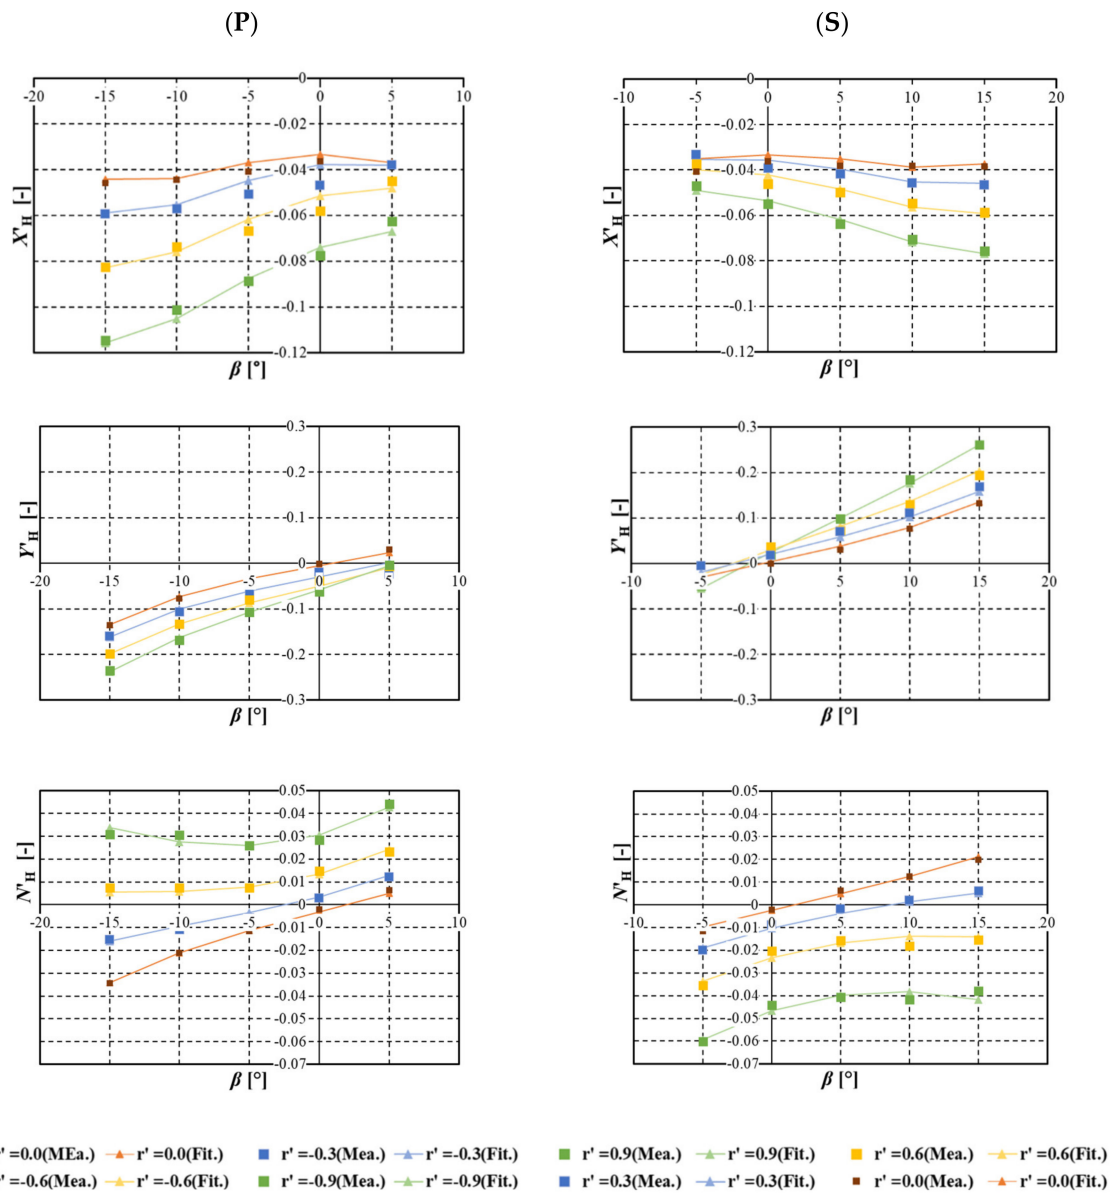 (P) (S)
0 0
-20 -15 -10 -5 0 5 10 -10 -5 0 5 10 15 20
-0.02 -0.02
-0.04 -0.04
X'H [-] -0.06 X'H [-] -0.06
-0.08 -0.08
-0.1 -0.1
-0.12 -0.12
β [°] β [°]
0.3 0.3
0.2 0.2
0.1 0.1
Y'H [-] 0 Y'H [-] 0
-20 -15 -10 -5 0 5 10 -10 -5 0 5 10 15 20
-0.1 -0.1
-0.2 -0.2
-0.3 -0.3
β [°] β [°]
0.05 0.05
0.04 0.04
0.03 0.03
0.02 0.02
N'H [-] 0.01 N'H [-] 0.01
0 0
-20 -15 -10 -5 0 5 10 -10 -5 0 5 10 15 20
-0.01 -0.01
-0.02 -0.02
-0.03 -0.03
-0.04 -0.04
-0.05 -0.05
-0.06 -0.06
-0.07 -0.07
β [°] β [°]
r' =0.0(MEa.) r' =0.0(Fit.) r' =-0.3(Mea.) r' =-0.3(Fit.) r' =0.9(Mea.) r' =0.9(Fit.) r' =0.6(Mea.) r' =0.6(Fit.)
r' =-0.6(Mea.) r' =-0.6(Fit.) r' =-0.9(Mea.) r' =-0.9(Fit.) r' =0.3(Mea.) r' =0.3(Fit.) r' =0.0(Mea.) r' =0.0(Fit.)